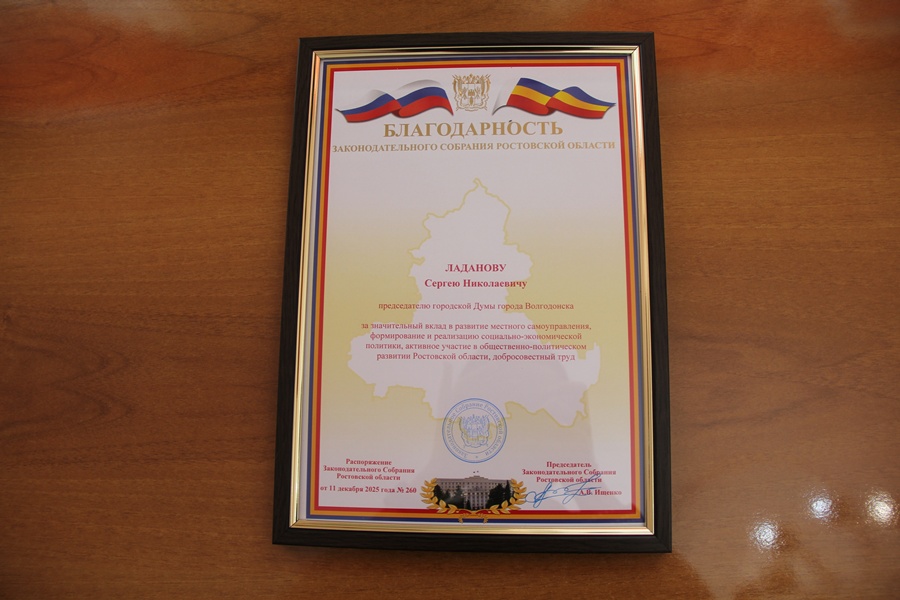 БЛАГОДАРНОСТЬ
ЗАКОНОДАТЕЛЬНОГО СОБРАНИЯ РОСТОВСКОЙ ОБЛАСТИ
ЛАДАНОВУ
Сергею Николаевичу
председателю городской Думы города Волгодонска
за значительный вклад в развитие местного самоуправления,
формирование и реализацию социально-экономической
политики, активное участие в общественно-политическом
развитии Ростовской области, добросовестный труд
Распоряжение
Законодательного Собрания
Ростовской области
от 11 декабря 2025 года № 260
Председатель
Законодательного Собрания
Ростовской области
А.В. Ищенко